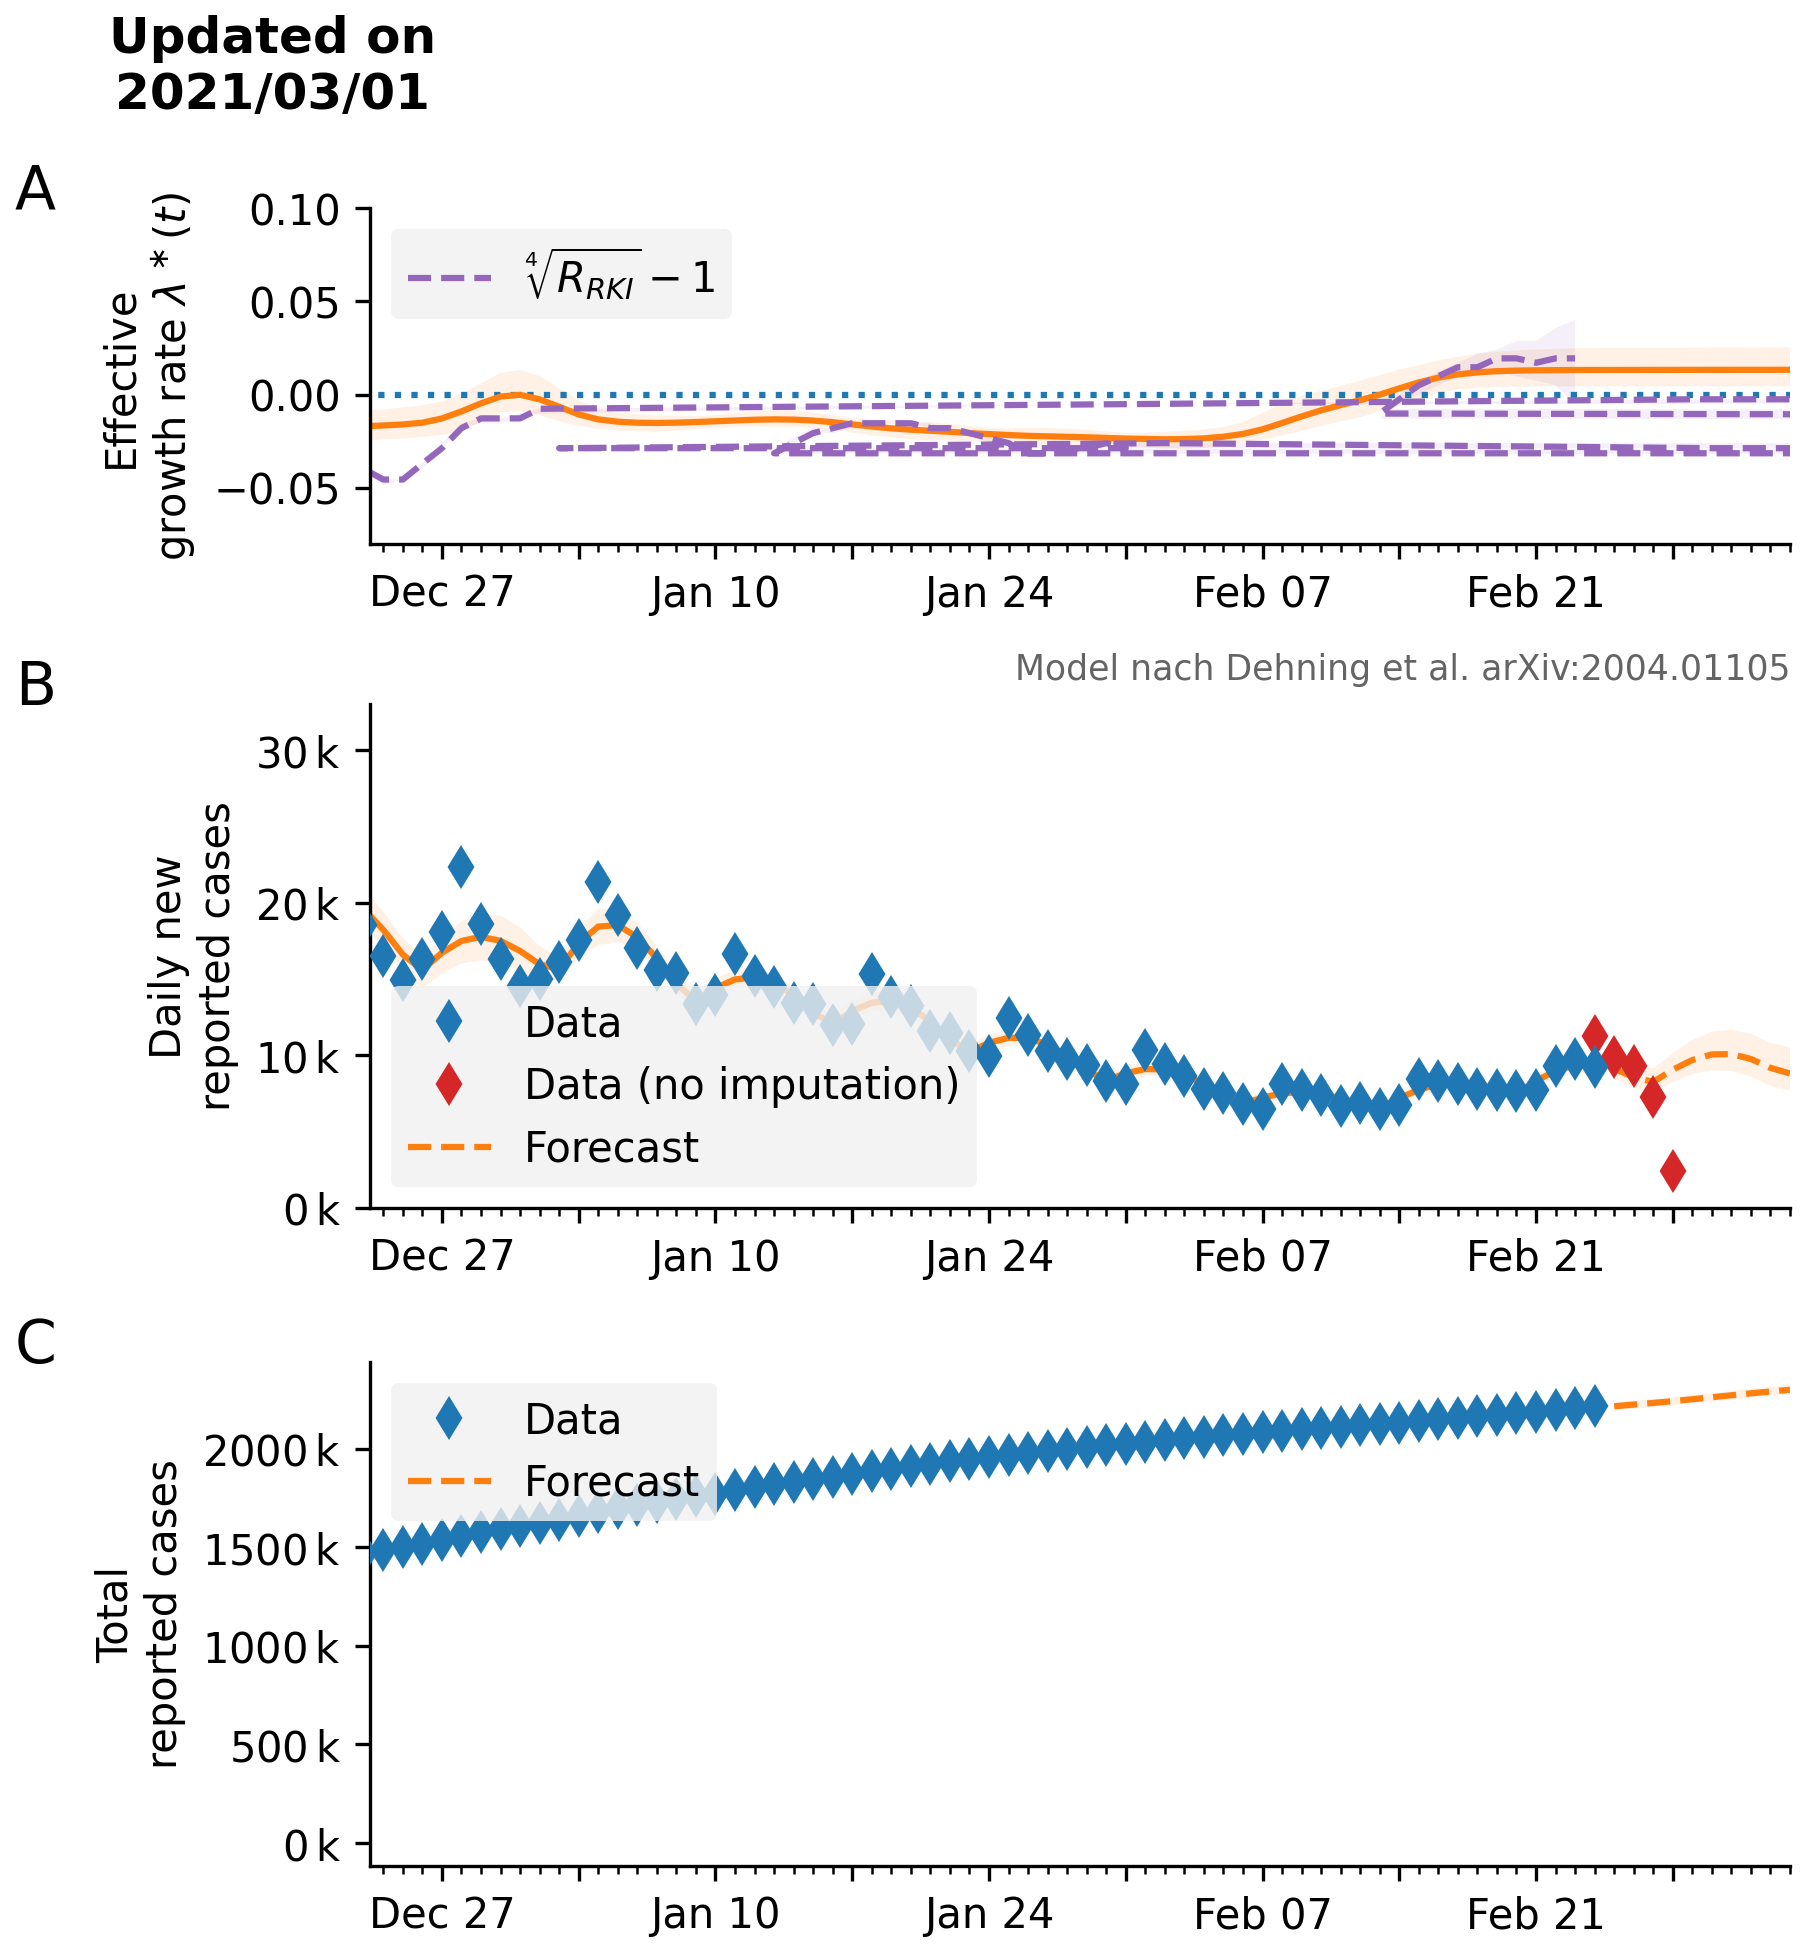 Updated on
2021/03/01
A
Effective
growth rate λ * (t)
0.10
0.05
0.00
−0.05
∜R_RKI − 1
Dec 27
Jan 10
Jan 24
Feb 07
Feb 21
Model nach Dehning et al. arXiv:2004.01105
B
Daily new
reported cases
30 k
20 k
10 k
0 k
Data
Data (no imputation)
Forecast
Dec 27
Jan 10
Jan 24
Feb 07
Feb 21
C
Total
reported cases
2000 k
1500 k
1000 k
500 k
0 k
Data
Forecast
Dec 27
Jan 10
Jan 24
Feb 07
Feb 21